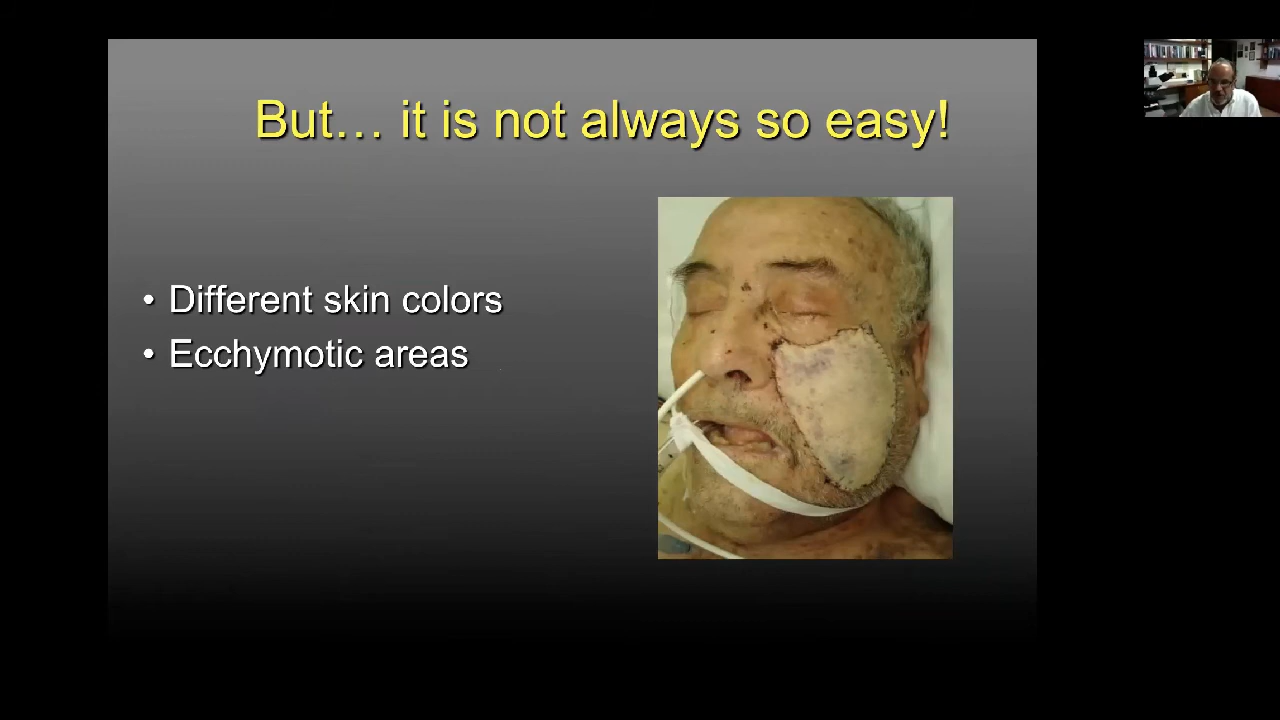 But… it is not always so easy!
• Different skin colors
• Ecchymotic areas